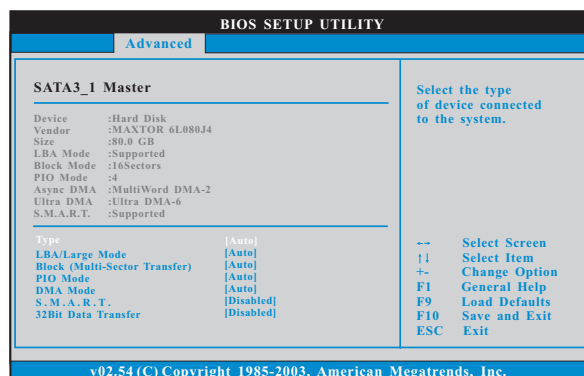 BIOS SETUP UTILITY
Advanced
SATA3_1 Master
Device :Hard Disk
Vendor :MAXTOR 6L080J4
Size :80.0 GB
LBA Mode :Supported
Block Mode :16Sectors
PIO Mode :4
Async DMA :MultiWord DMA-2
Ultra DMA :Ultra DMA-6
S.M.A.R.T. :Supported
Type [Auto]
LBA/Large Mode [Auto]
Block (Multi-Sector Transfer) [Auto]
PIO Mode [Auto]
DMA Mode [Auto]
S.M.A.R.T. [Disabled]
32Bit Data Transfer [Disabled]
Select the type
of device connected
to the system.
←→ Select Screen
↑↓ Select Item
+- Change Option
F1 General Help
F9 Load Defaults
F10 Save and Exit
ESC Exit
v02.54 (C) Copyright 1985-2003, American Megatrends, Inc.